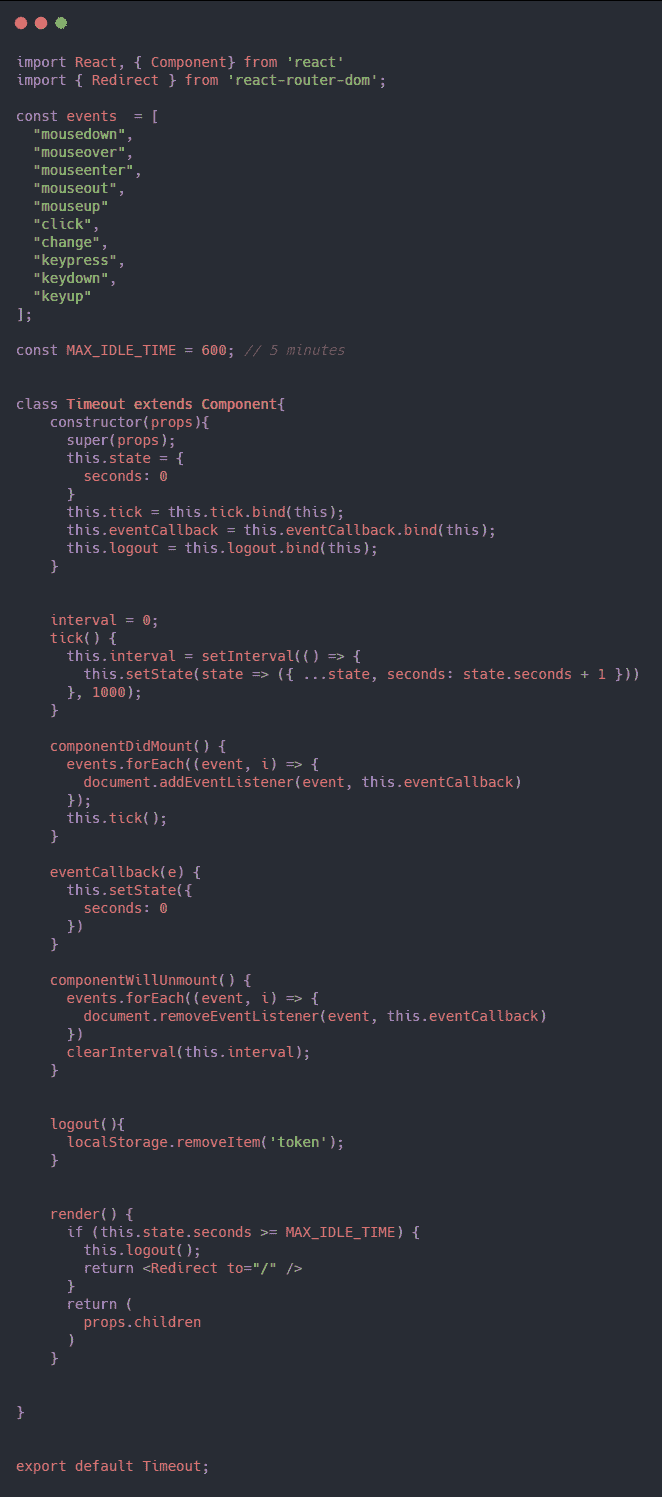 import React, { Component} from 'react'
import { Redirect } from 'react-router-dom';
const events  = [
  "mousedown",
  "mouseover",
  "mouseenter",
  "mouseout",
  "mouseup"
  "click",
  "change",
  "keypress",
  "keydown",
  "keyup"
];
const MAX_IDLE_TIME = 600; // 5 minutes
class Timeout extends Component{
    constructor(props){
      super(props);
      this.state = {
        seconds: 0
      }
      this.tick = this.tick.bind(this);
      this.eventCallback = this.eventCallback.bind(this);
      this.logout = this.logout.bind(this);
    }
    interval = 0;
    tick() {
      this.interval = setInterval(() => {
        this.setState(state => ({ ...state, seconds: state.seconds + 1 }))
      }, 1000);
    }
    componentDidMount() {
      events.forEach((event, i) => {
        document.addEventListener(event, this.eventCallback)
      });
      this.tick();
    }
    eventCallback(e) {
      this.setState({
        seconds: 0
      })
    }
    componentWillUnmount() {
      events.forEach((event, i) => {
        document.removeEventListener(event, this.eventCallback)
      })
      clearInterval(this.interval);
    }
    logout(){
      localStorage.removeItem('token');
    }
    render() {
      if (this.state.seconds >= MAX_IDLE_TIME) {
        this.logout();
        return <Redirect to="/" />
      }
      return (
        props.children
      )
    }
}
export default Timeout;